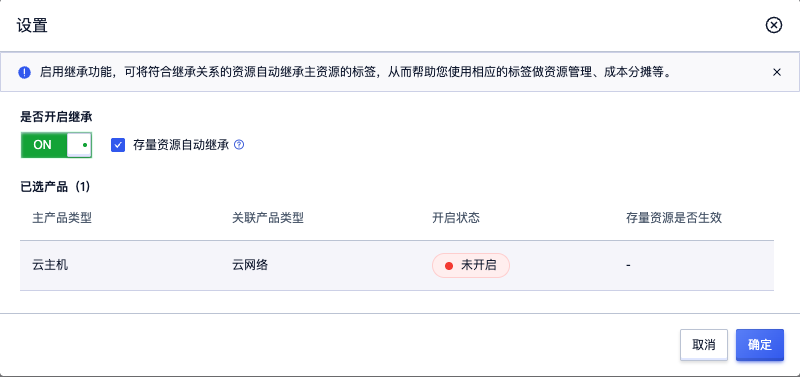 设置
启用继承功能，可将符合继承关系的资源自动继承主资源的标签，从而帮助您使用相应的标签做资源管理、成本分摊等。
是否开启继承
ON 存量资源自动继承
已选产品（1）
主产品类型 关联产品类型 开启状态 存量资源是否生效
云主机 云网络 未开启 -
取消 确定